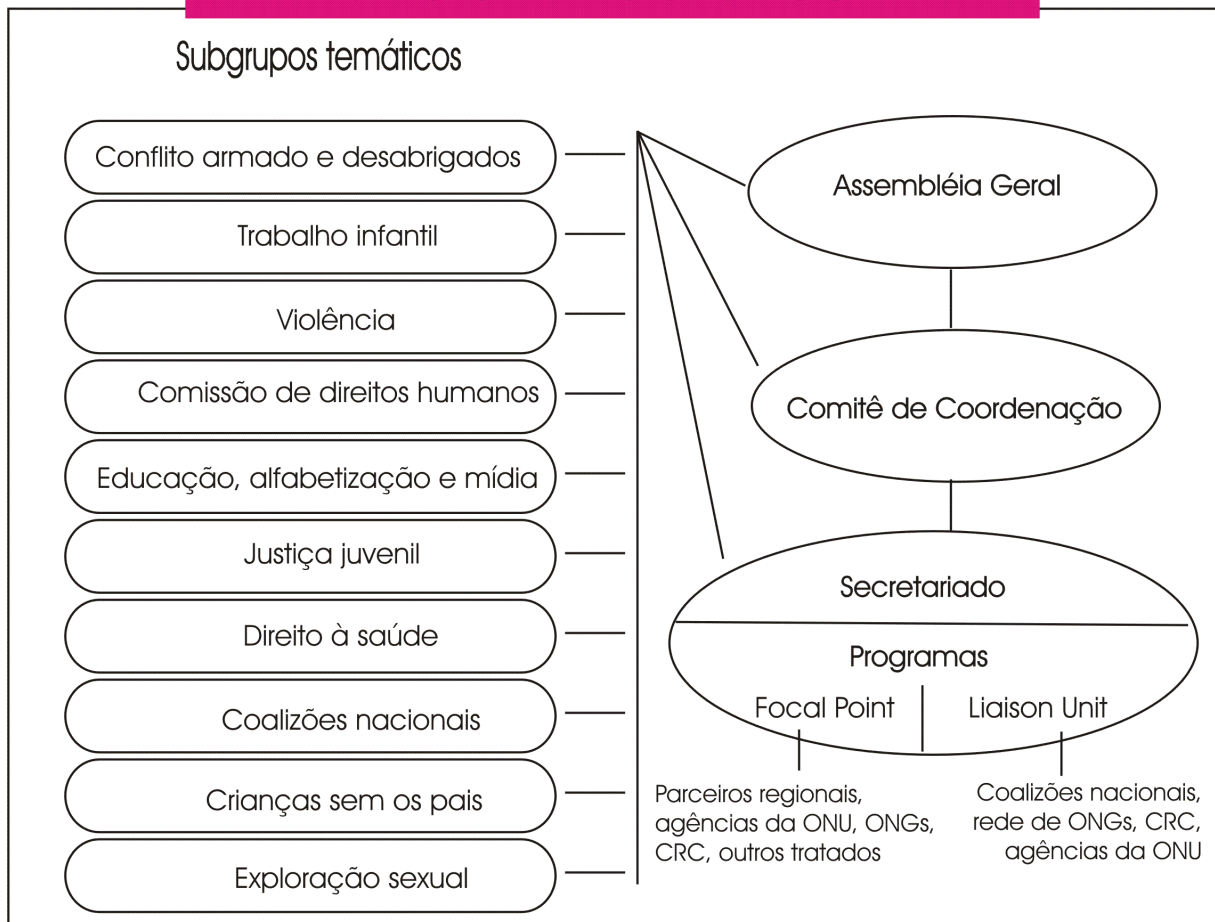 Subgrupos temáticos
Conflito armado e desabrigados
Trabalho infantil
Violência
Comissão de direitos humanos
Educação, alfabetização e mídia
Justiça juvenil
Direito à saúde
Coalizões nacionais
Crianças sem os pais
Exploração sexual
Assembléia Geral
Comitê de Coordenação
Secretariado
Programas
Focal Point
Liaison Unit
Parceiros regionais,
agências da ONU, ONGs,
CRC, outros tratados
Coalizões nacionais,
rede de ONGs, CRC,
agências da ONU